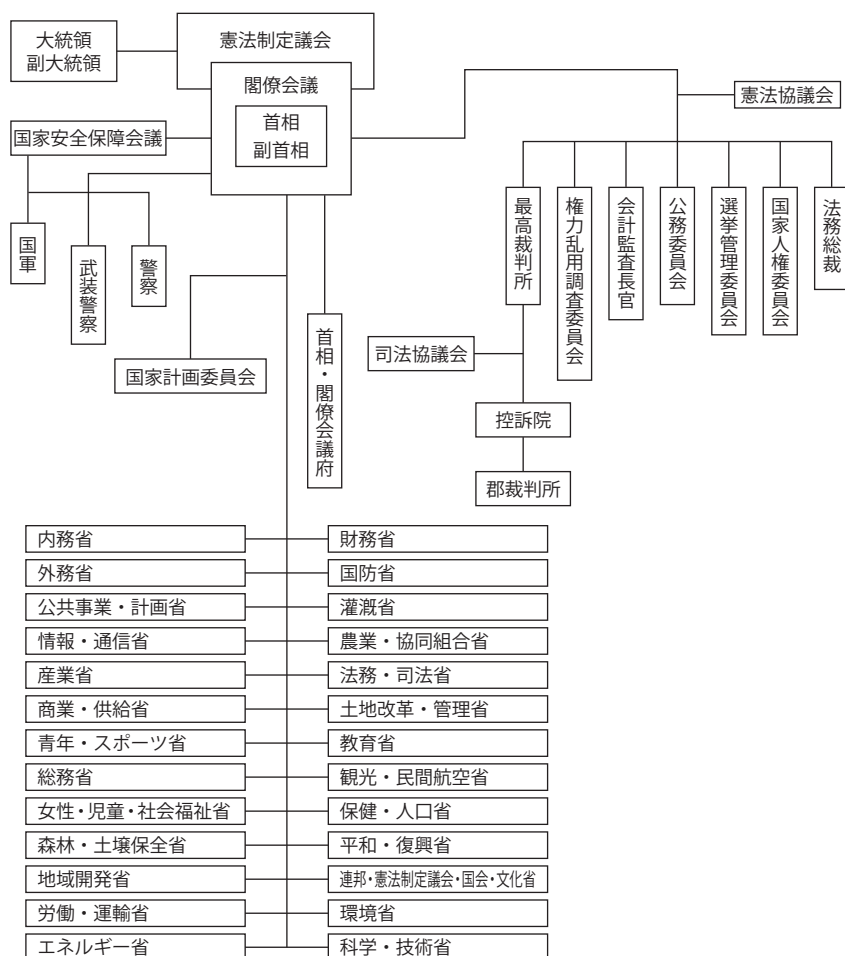 大統領
副大統領
憲法制定議会
閣僚会議
首相
副首相
憲法協議会
国家安全保障会議
国軍
武装警察
警察
国家計画委員会
首相・閣僚会議府
最高裁判所
権力乱用調査委員会
会計監査長官
公務委員会
選挙管理委員会
国家人権委員会
法務総裁
司法協議会
控訴院
郡裁判所
内務省
財務省
外務省
国防省
公共事業・計画省
灌漑省
情報・通信省
農業・協同組合省
産業省
法務・司法省
商業・供給省
土地改革・管理省
青年・スポーツ省
教育省
総務省
観光・民間航空省
女性・児童・社会福祉省
保健・人口省
森林・土壌保全省
平和・復興省
地域開発省
連邦・憲法制定議会・国会・文化省
労働・運輸省
環境省
エネルギー省
科学・技術省